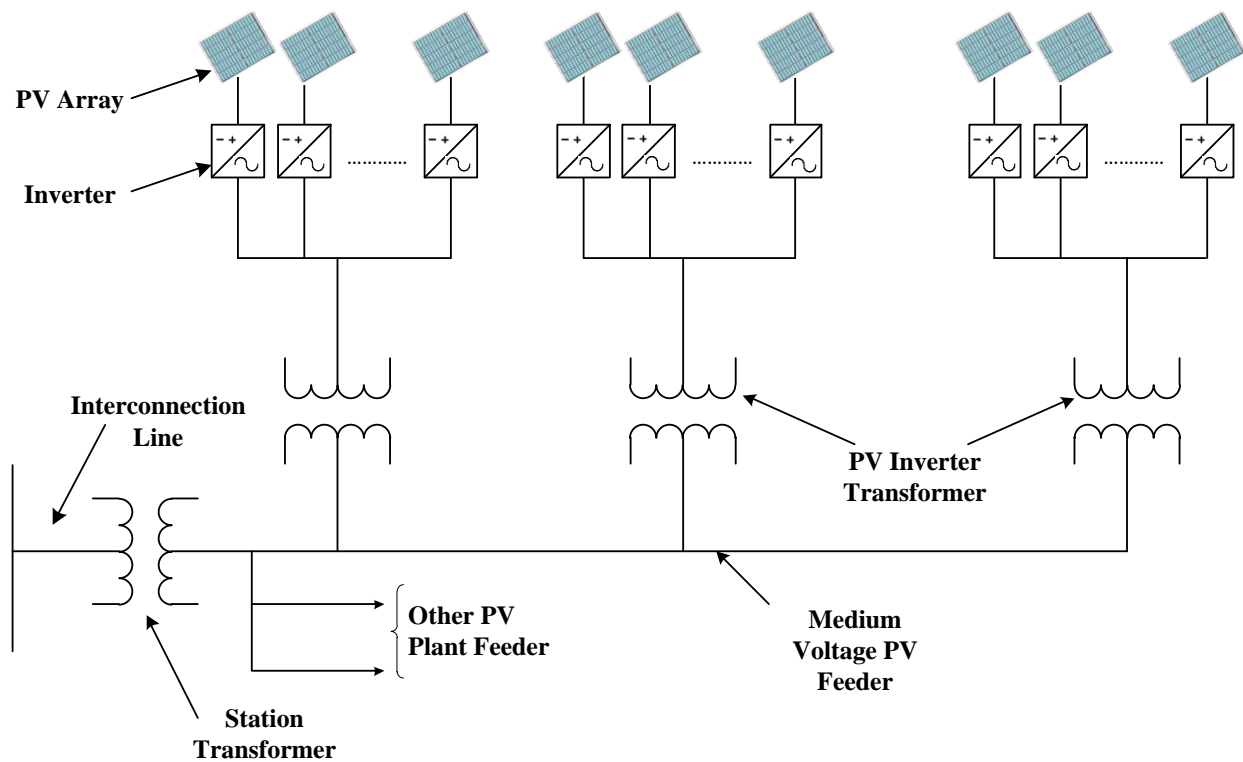 PV Array
Inverter
Interconnection
Line
PV Inverter
Transformer
Other PV
Plant Feeder
Medium
Voltage PV
Feeder
Station
Transformer